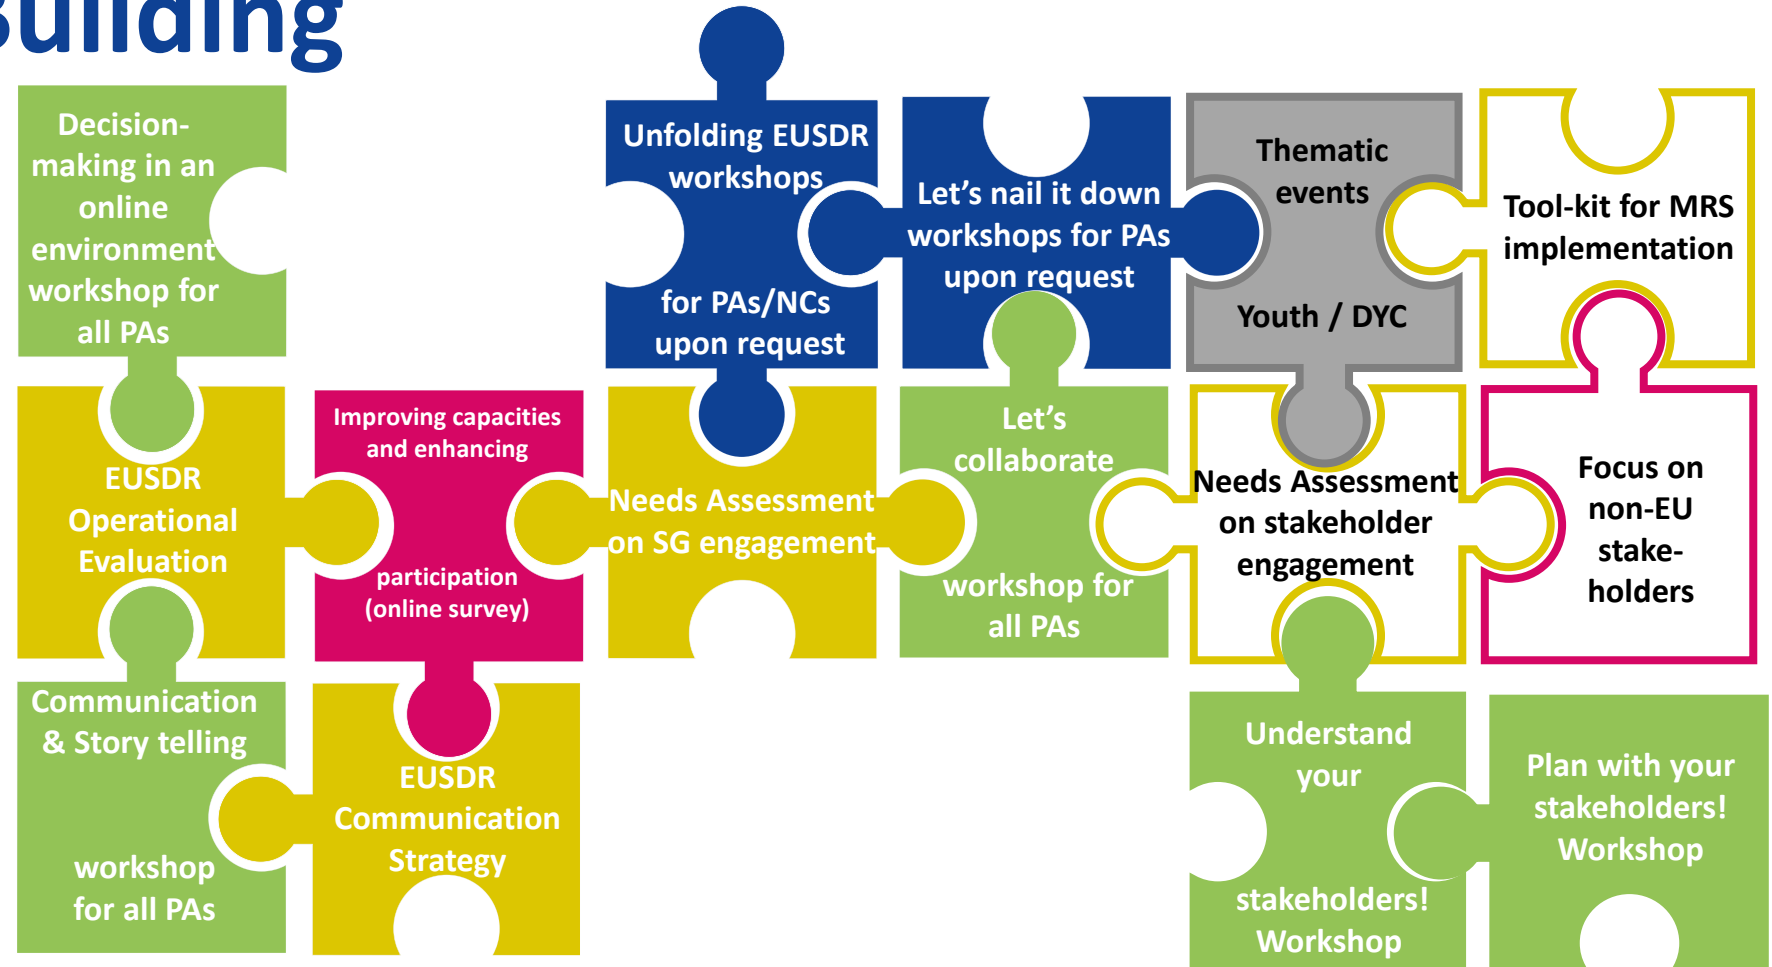 Building
Decision-
making in an
online
environment
workshop for
all PAs
Unfolding EUSDR
workshops
for PAs/NCs
upon request
Let's nail it down
workshops for PAs
upon request
Thematic
events
Youth / DYC
Tool-kit for MRS
implementation
EUSDR
Operational
Evaluation
Improving capacities
and enhancing
participation
(online survey)
Needs Assessment
on SG engagement
Let's
collaborate
workshop for
all PAs
Needs Assessment
on stakeholder
engagement
Focus on
non-EU
stake-
holders
Communication
& Story telling
workshop
for all PAs
EUSDR
Communication
Strategy
Understand
your
stakeholders!
Workshop
Plan with your
stakeholders!
Workshop